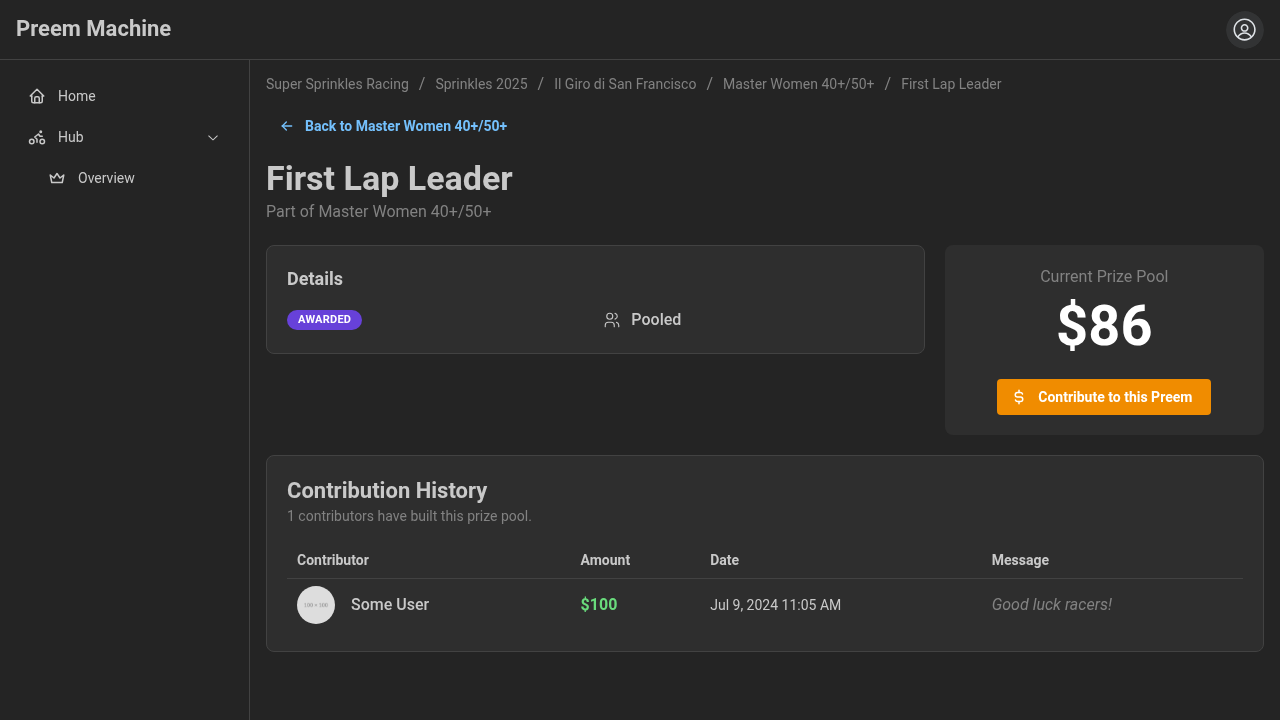 Preem Machine
Home
Hub
Overview
Super Sprinkles Racing / Sprinkles 2025 / Il Giro di San Francisco / Master Women 40+/50+ / First Lap Leader
Back to Master Women 40+/50+
First Lap Leader
Part of Master Women 40+/50+
Details
AWARDED
Pooled
Current Prize Pool
$86
$ Contribute to this Preem
Contribution History
1 contributors have built this prize pool.
Contributor Amount Date Message
100 × 100 Some User $100 Jul 9, 2024 11:05 AM Good luck racers!